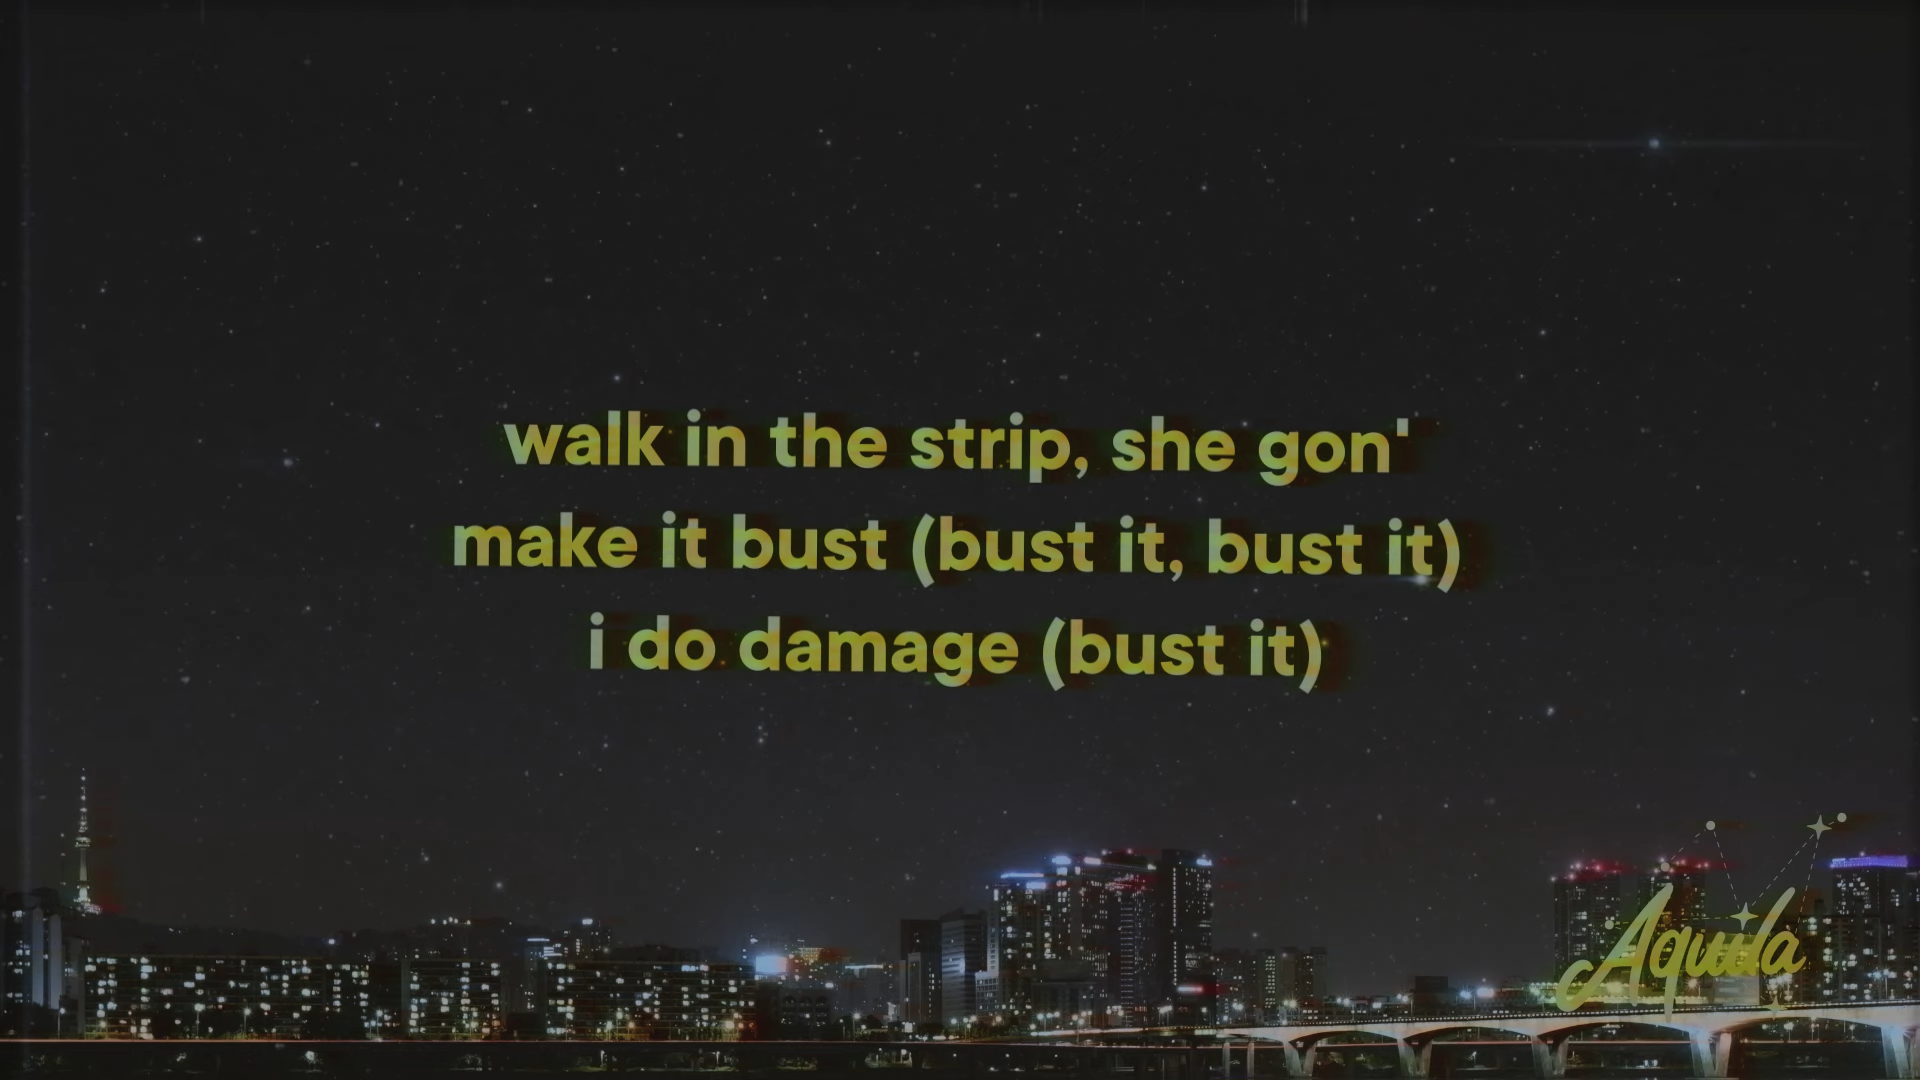 walk in the strip, she gon'
make it bust (bust it, bust it)
i do damage (bust it)
Aquila